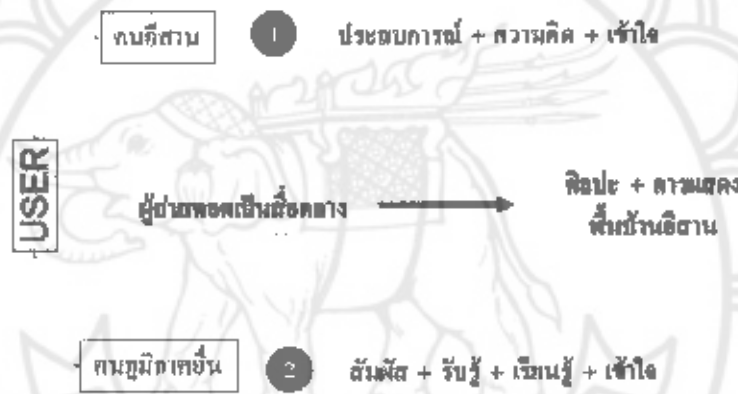 คนอีสาน 1 ประสบการณ์ + ความคิด + เข้าใจ
USER
ผู้ถ่ายทอดเป็นสื่อกลาง
ศิลปะ + การแสดง
พื้นบ้านอีสาน
คนภูมิภาคอื่น 2 สัมผัส + รับรู้ + เรียนรู้ + เข้าใจ